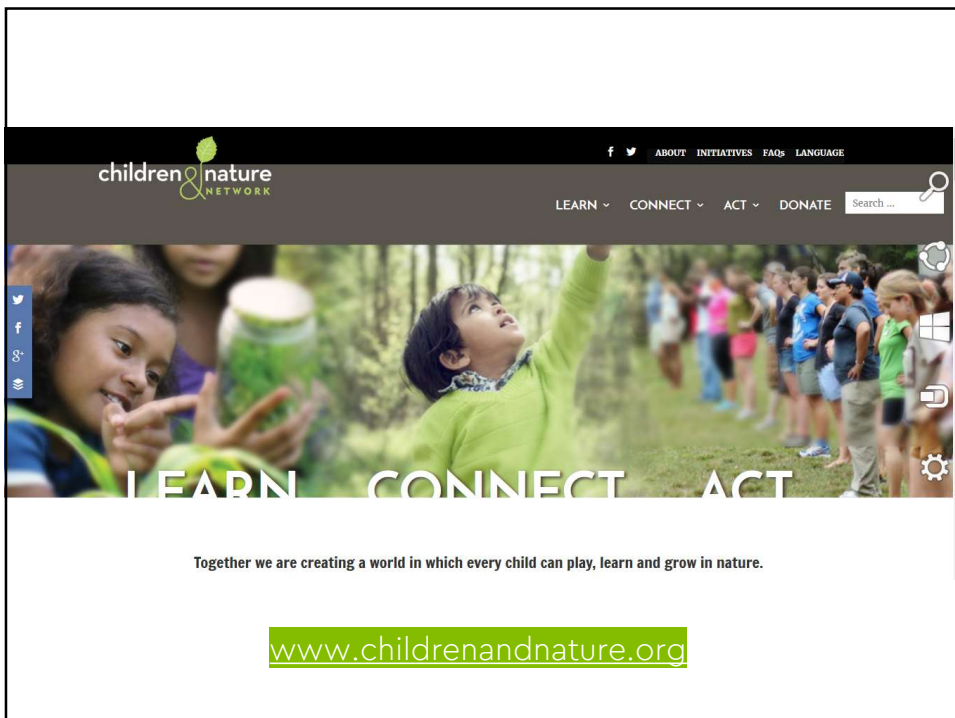 ABOUT INITIATIVES FAQs LANGUAGE
children & nature
NETWORK
LEARN CONNECT ACT DONATE
Search ...
LEARN CONNECT ACT
Together we are creating a world in which every child can play, learn and grow in nature.
www.childrenandnature.org